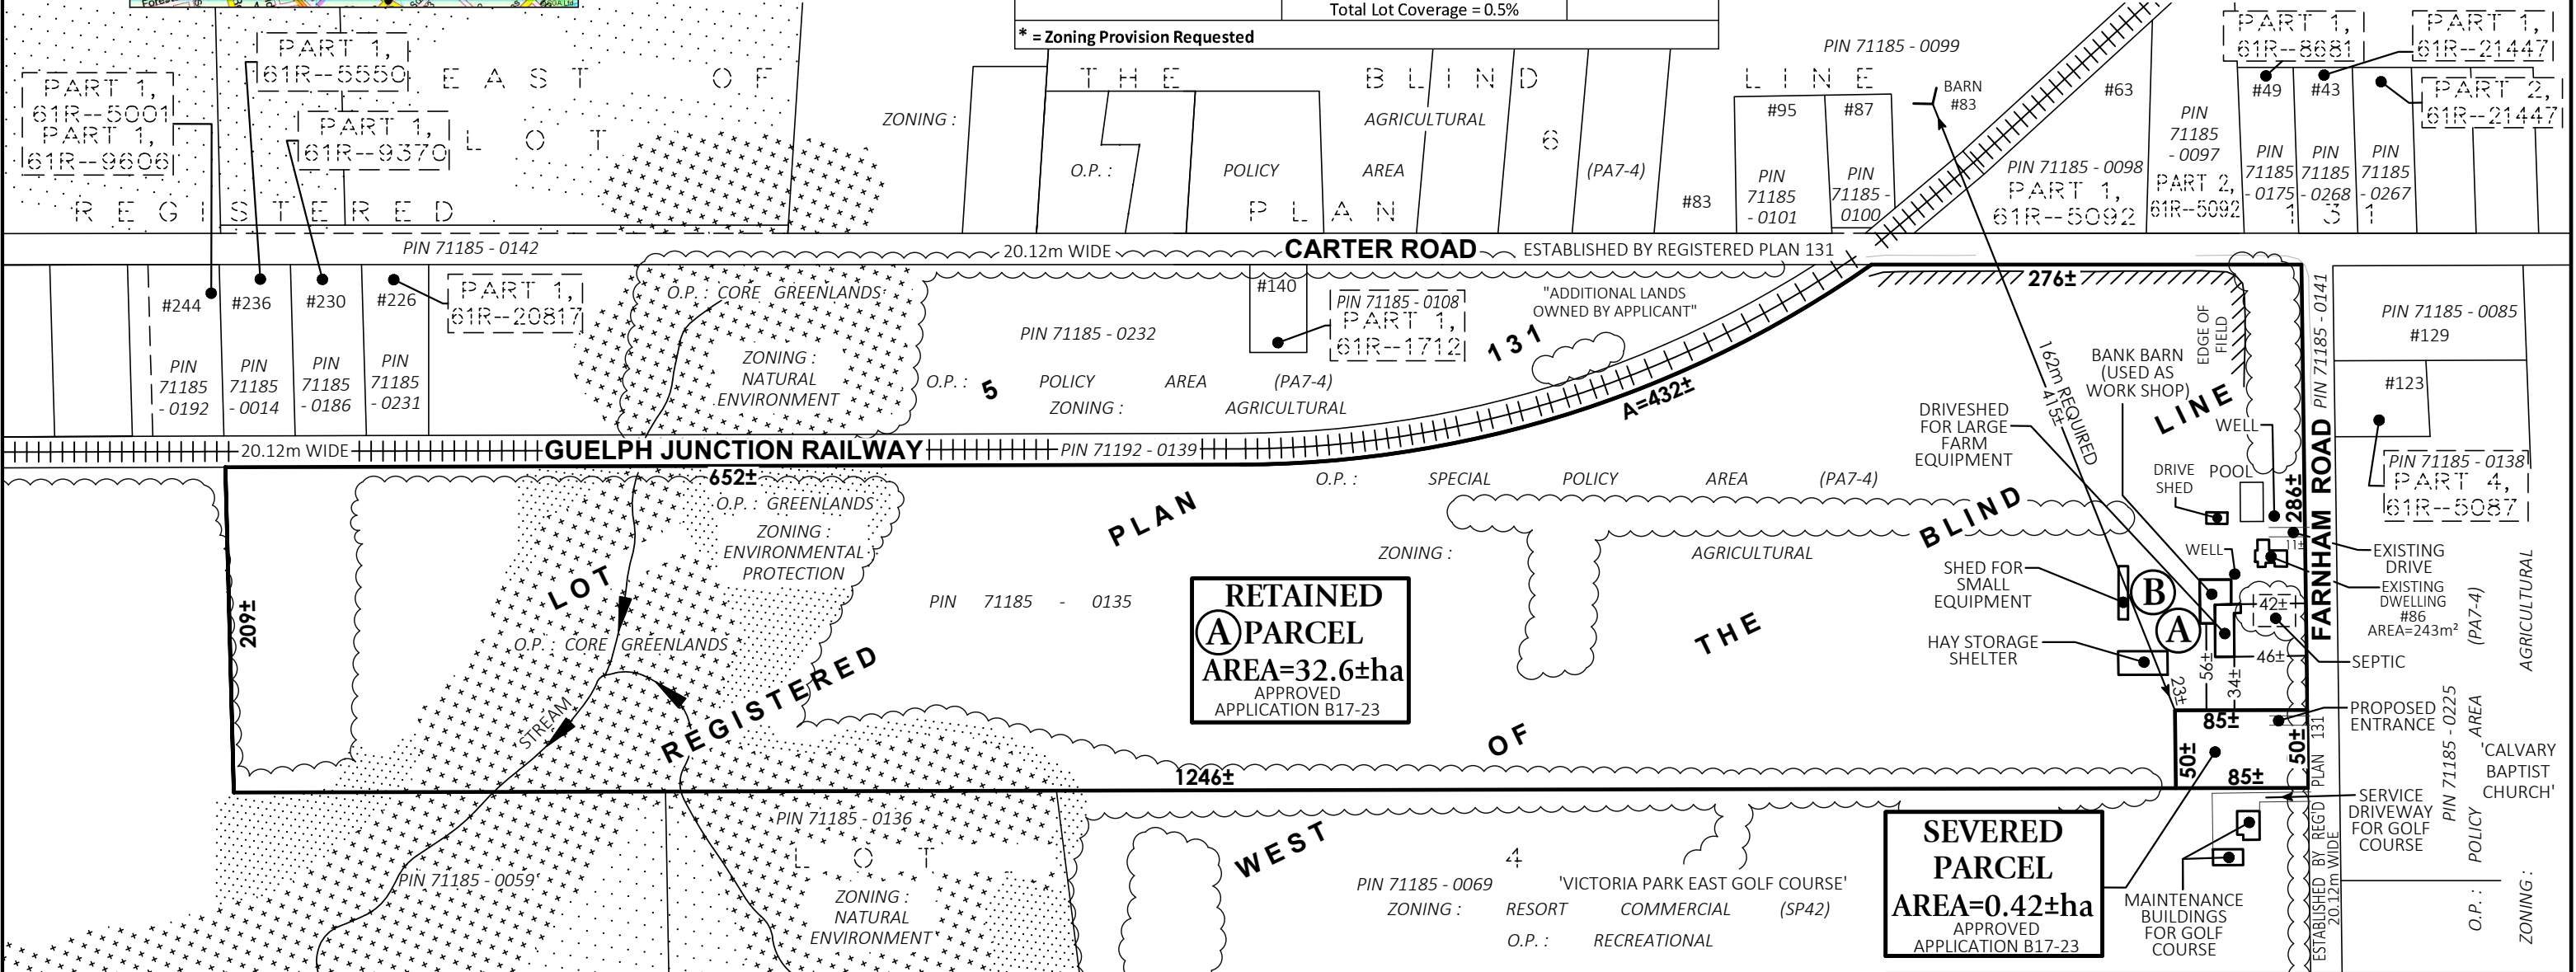 Total Lot Coverage = 0.5%
* = Zoning Provision Requested
PART 1,
61R--5001
PART 1,
61R--9606
PART 1,
61R--5550
PART 1,
61R--9370
EAST OF
LOT
REGISTERED
THE BLIND LINE
ZONING : AGRICULTURAL
6
O.P. : POLICY AREA (PA7-4)
PLAN
#83
PIN 71185 - 0099
#95
PIN
71185
- 0101
#87
PIN
71185 -
0100
BARN
#83
#63
PIN 71185 - 0098
PART 1,
61R--5092
PIN
71185
- 0097
PART 2,
61R--5092
PART 1,
61R--8681
PART 1,
61R--21447
PART 2,
61R--21447
#49
#43
PIN
71185
- 0175
PIN
71185
- 0268
PIN
71185
- 0267
1 3 1
PIN 71185 - 0142
20.12m WIDE
CARTER ROAD
ESTABLISHED BY REGISTERED PLAN 131
#244
#236
#230
#226
PART 1,
61R--20817
PIN
71185
- 0192
PIN
71185
- 0014
PIN
71185
- 0186
PIN
71185
- 0231
O.P. : CORE GREENLANDS
ZONING :
NATURAL
ENVIRONMENT
PIN 71185 - 0232
#140
PIN 71185 - 0108
PART 1,
61R--1712
"ADDITIONAL LANDS
OWNED BY APPLICANT"
131
5
O.P. : POLICY AREA (PA7-4)
ZONING : AGRICULTURAL
A=432±
276±
EDGE OF
FIELD
162m REQUIRED
415±
BANK BARN
(USED AS
WORK SHOP)
DRIVESHED
FOR LARGE
FARM
EQUIPMENT
LINE
WELL
DRIVE
SHED
POOL
286±
11±
PIN 71185 - 0141
FARNHAM ROAD
PIN 71185 - 0085
#129
#123
PIN 71185 - 0138
PART 4,
61R--5087
20.12m WIDE
GUELPH JUNCTION RAILWAY
PIN 71192 - 0139
652±
O.P. : GREENLANDS
ZONING :
ENVIRONMENTAL
PROTECTION
O.P. : SPECIAL POLICY AREA (PA7-4)
PLAN
BLIND
ZONING : AGRICULTURAL
LOT
209±
PIN 71185 - 0135
O.P. : CORE GREENLANDS
REGISTERED
STREAM
RETAINED
A PARCEL
AREA=32.6±ha
APPROVED
APPLICATION B17-23
THE
OF
SHED FOR
SMALL
EQUIPMENT
HAY STORAGE
SHELTER
WELL
B
A
42±
46±
56±
34±
23±
EXISTING
DRIVE
EXISTING
DWELLING
#86
AREA=243m²
SEPTIC
PROPOSED
ENTRANCE
85±
50±
50±
85±
1246±
O.P. : POLICY AREA (PA7-4)
ZONING : AGRICULTURAL
PIN 71185 - 0225
'CALVARY
BAPTIST
CHURCH'
ESTABLISHED BY REG'D PLAN 131
20.12m WIDE
SERVICE
DRIVEWAY
FOR GOLF
COURSE
PIN 71185 - 0136
LOT
PIN 71185 - 0059
ZONING :
NATURAL
ENVIRONMENT
WEST
4
PIN 71185 - 0069 'VICTORIA PARK EAST GOLF COURSE'
ZONING : RESORT COMMERCIAL (SP42)
O.P. : RECREATIONAL
SEVERED
PARCEL
AREA=0.42±ha
APPROVED
APPLICATION B17-23
MAINTENANCE
BUILDINGS
FOR GOLF
COURSE